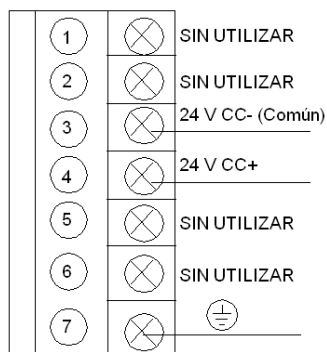 1 SIN UTILIZAR
2 SIN UTILIZAR
3 24 V CC- (Común)
4 24 V CC+
5 SIN UTILIZAR
6 SIN UTILIZAR
7